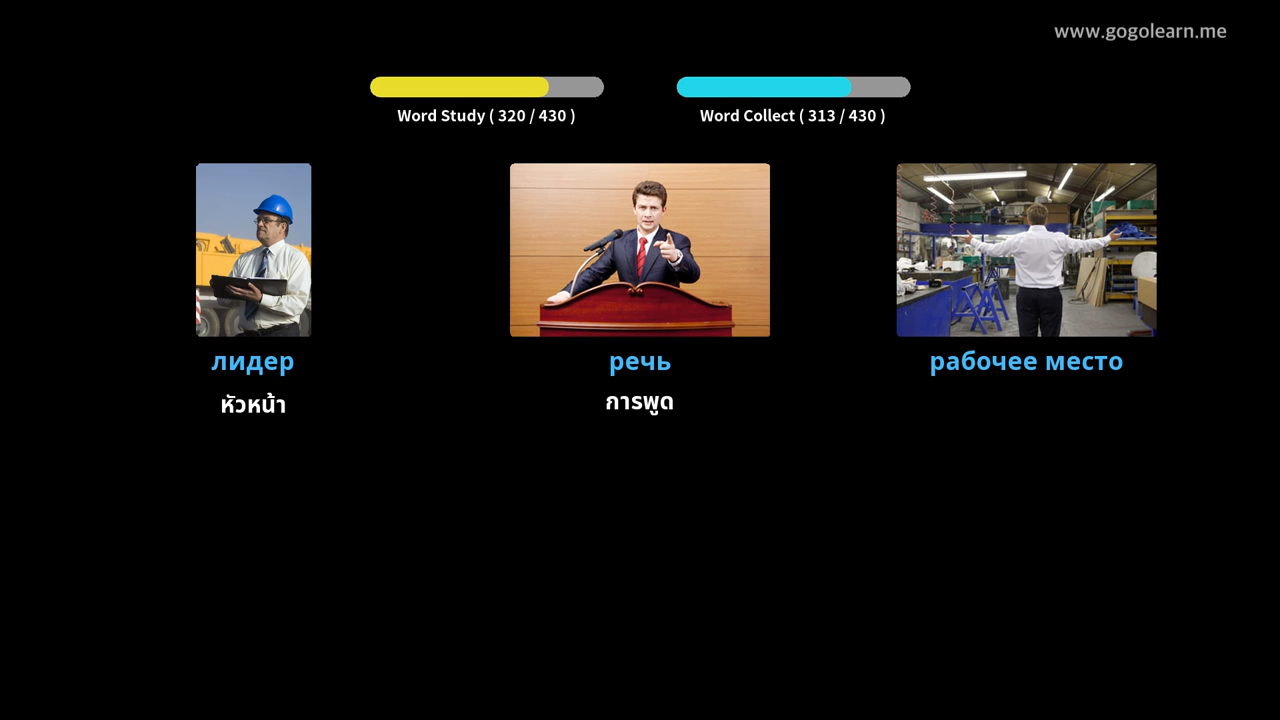 www.gogolearn.me
Word Study ( 320 / 430 )
Word Collect ( 313 / 430 )
лидер
หัวหน้า
речь
การพูด
рабочее место